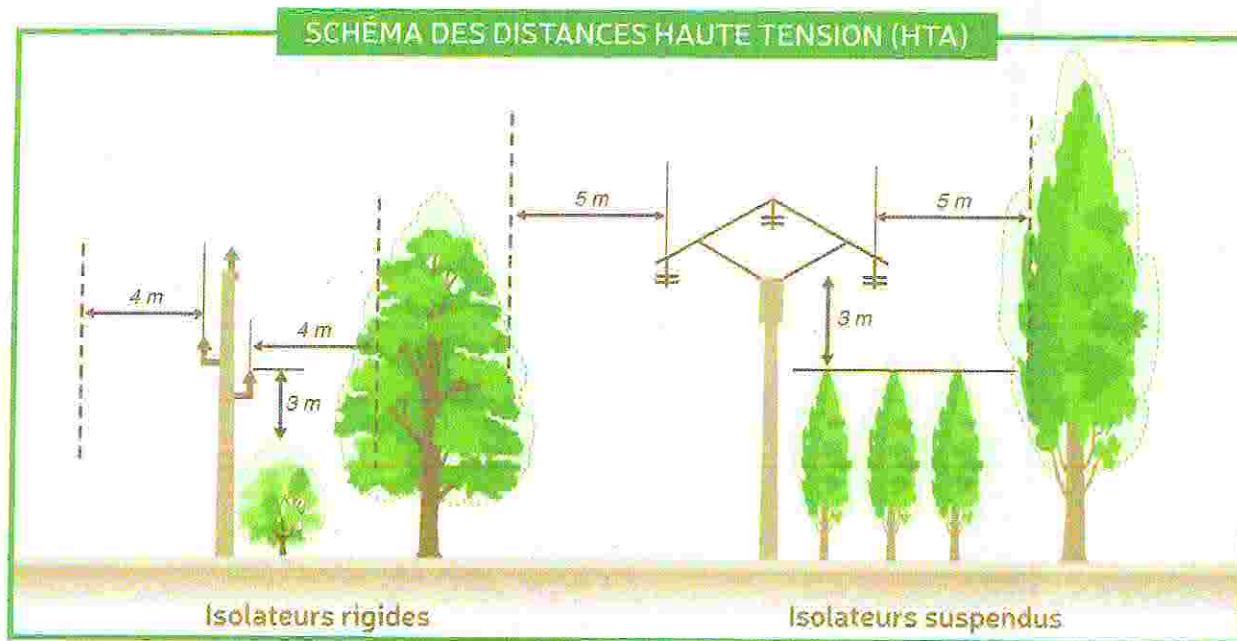 SCHÉMA DES DISTANCES HAUTE TENSION (HTA)
5 m
5 m
4 m
4 m
3 m
3 m
Isolateurs rigides
Isolateurs suspendus